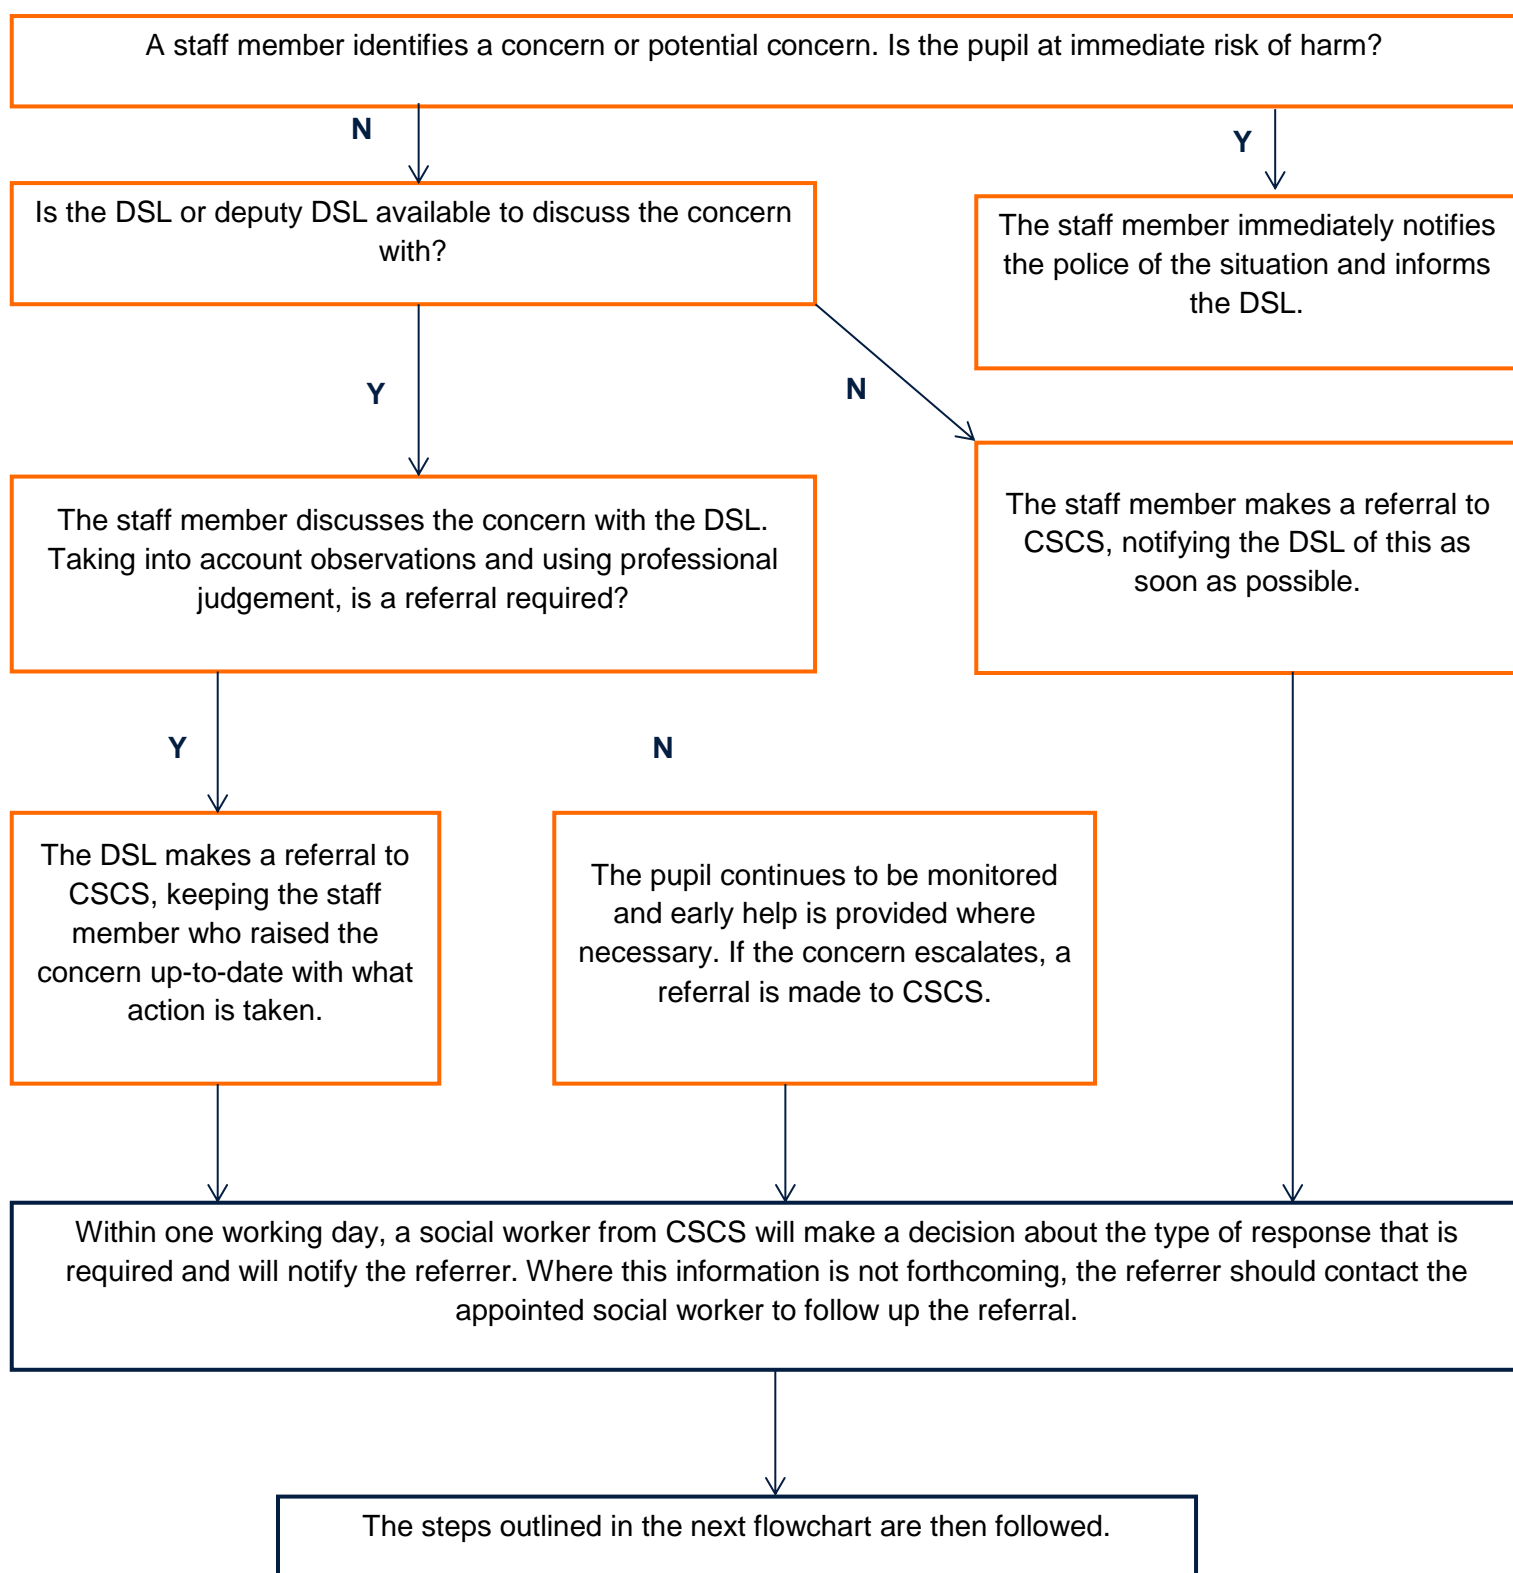 A staff member identifies a concern or potential concern. Is the pupil at immediate risk of harm?
N
Y
Is the DSL or deputy DSL available to discuss the concern
with?
The staff member immediately notifies
the police of the situation and informs
the DSL.
Y
N
The staff member discusses the concern with the DSL.
Taking into account observations and using professional
judgement, is a referral required?
The staff member makes a referral to
CSCS, notifying the DSL of this as
soon as possible.
Y
N
The DSL makes a referral to
CSCS, keeping the staff
member who raised the
concern up-to-date with what
action is taken.
The pupil continues to be monitored
and early help is provided where
necessary. If the concern escalates, a
referral is made to CSCS.
Within one working day, a social worker from CSCS will make a decision about the type of response that is
required and will notify the referrer. Where this information is not forthcoming, the referrer should contact the
appointed social worker to follow up the referral.
The steps outlined in the next flowchart are then followed.